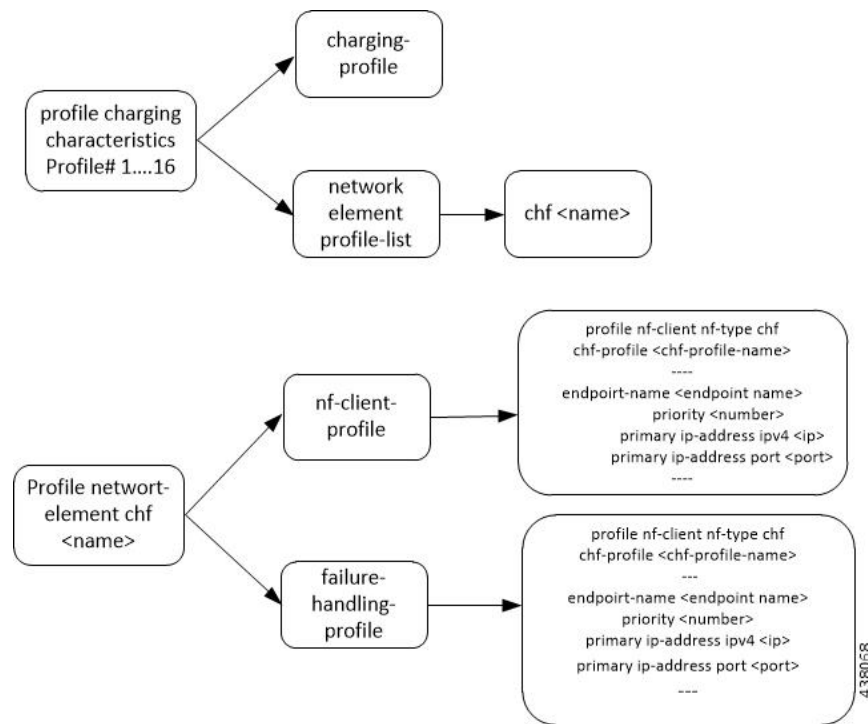 charging-
profile
profile charging
characteristics
Profile# 1....16
network
element
profile-list
chf <name>
profile nf-client nf-type chf
chf-profile <chf-profile-name>
----
endpoirt-name <endpoint name>
priority <number>
primary ip-address ipv4 <ip>
primary ip-address port <port>
----
nf-client-
profile
Profile networt-
element chf
<name>
failure-
handling-
profile
profile nf-client nf-type chf
chf-profile <chf-profile-name>
---
endpoirt-name <endpoint name>
priority <number>
primary ip-address ipv4 <ip>
primary ip-address port <port>
---
438068